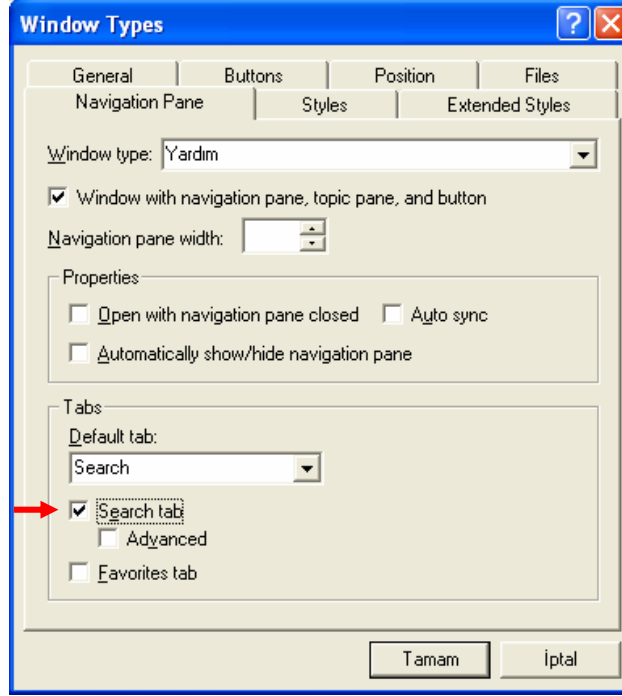 Window Types
General Buttons Position Files
Navigation Pane Styles Extended Styles
Window type: Yardım
Window with navigation pane, topic pane, and button
Navigation pane width:
Properties
Open with navigation pane closed Auto sync
Automatically show/hide navigation pane
Tabs
Default tab:
Search
Search tab
Advanced
Favorites tab
Tamam İptal